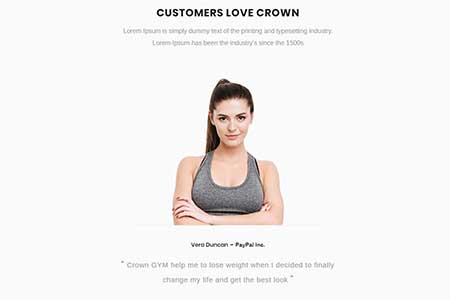 CUSTOMERS LOVE CROWN
Lorem Ipsum is simply dummy text of the printing and typesetting industry.
Lorem Ipsum has been the industry's since the 1500s.
Vera Duncan - PayPal Inc.
" Crown GYM help me to lose weight when I decided to finally
change my life and get the best look "